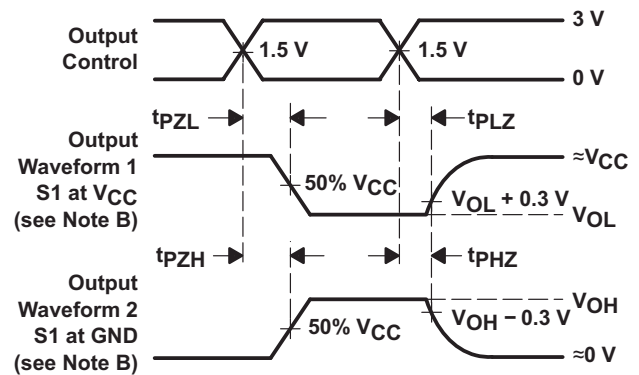 3 V
Output
Control
1.5 V
1.5 V
0 V
tPZL
tPLZ
Output
Waveform 1
S1 at VCC
(see Note B)
≈VCC
50% VCC
VOL + 0.3 V
VOL
tPZH
tPHZ
Output
Waveform 2
S1 at GND
(see Note B)
VOH
50% VCC
VOH − 0.3 V
≈0 V